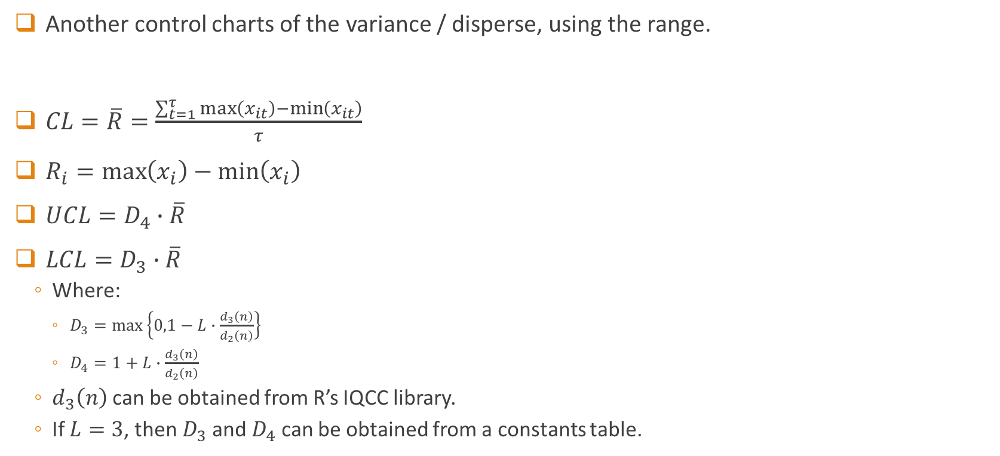 ❑ Another control charts of the variance / disperse, using the range.
❑ $CL = \bar{R} = \frac{\sum_{t=1}^{\tau} \max(x_{it}) - \min(x_{it})}{\tau}$
❑ $R_i = \max(x_i) - \min(x_i)$
❑ $UCL = D_4 \cdot \bar{R}$
❑ $LCL = D_3 \cdot \bar{R}$
◦ Where:
◦ $D_3 = \max\left\{0,1 - L \cdot \frac{d_3(n)}{d_2(n)}\right\}$
◦ $D_4 = 1 + L \cdot \frac{d_3(n)}{d_2(n)}$
◦ $d_3(n)$ can be obtained from R’s IQCC library.
◦ If $L = 3$, then $D_3$ and $D_4$ can be obtained from a constants table.